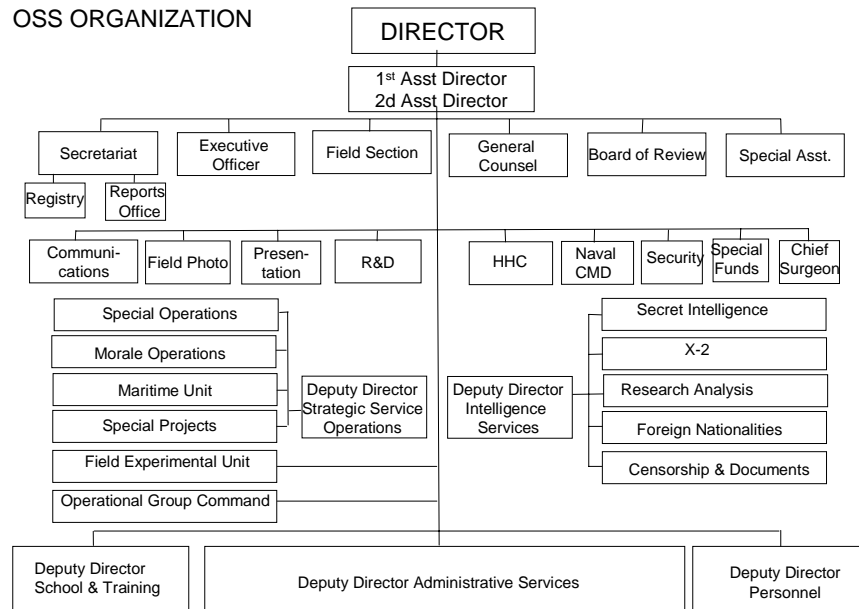 OSS ORGANIZATION
DIRECTOR
1st Asst Director
2d Asst Director
Secretariat
Executive
Officer
Field Section
General
Counsel
Board of Review
Special Asst.
Registry
Reports
Office
Communi-
cations
Field Photo
Presen-
tation
R&D
HHC
Naval
CMD
Security
Special
Funds
Chief
Surgeon
Special Operations
Morale Operations
Maritime Unit
Special Projects
Field Experimental Unit
Operational Group Command
Deputy Director
Strategic Service
Operations
Deputy Director
Intelligence
Services
Secret Intelligence
X-2
Research Analysis
Foreign Nationalities
Censorship & Documents
Deputy Director
School & Training
Deputy Director Administrative Services
Deputy Director
Personnel